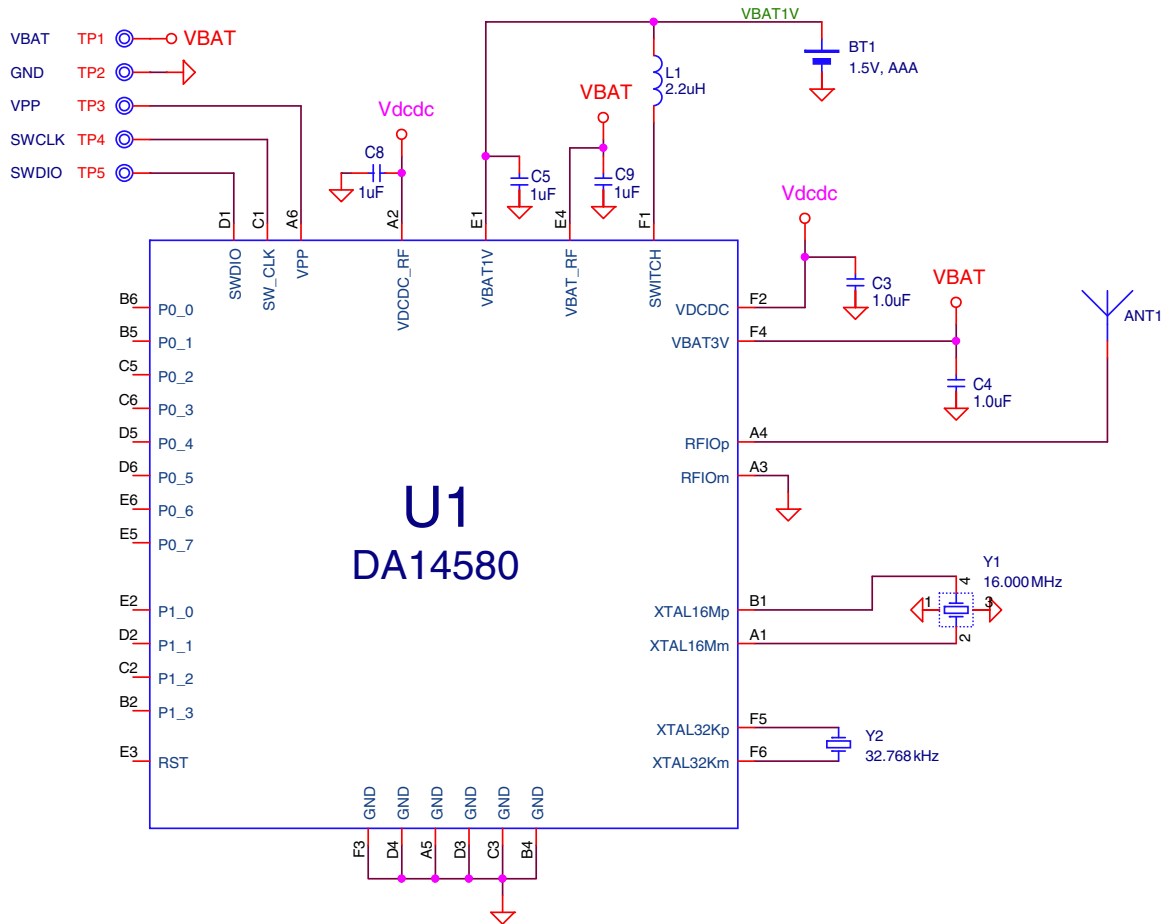 VBAT1V
VBAT TP1 VBAT
GND TP2
VPP TP3
SWCLK TP4
SWDIO TP5
BT1
1.5V, AAA
L1
2.2uH
VBAT
Vdcdc
C8
1uF
C5
1uF
C9
1uF
D1 C1 A6 A2 E1 E4 F1
SWDIO SW_CLK VPP VDCDC_RF VBAT1V VBAT_RF SWITCH
Vdcdc
C3
1.0uF
VBAT
C4
1.0uF
ANT1
B6 P0_0
B5 P0_1
C5 P0_2
C6 P0_3
D5 P0_4
D6 P0_5
E6 P0_6
E5 P0_7
E2 P1_0
D2 P1_1
C2 P1_2
B2 P1_3
E3 RST
U1
DA14580
VDCDC F2
VBAT3V F4
RFIOp A4
RFIOm A3
XTAL16Mp B1
XTAL16Mm A1
XTAL32Kp F5
XTAL32Km F6
Y1
16.000MHz
4
1 3
2
Y2
32.768kHz
GND GND GND GND GND GND
F3 D4 A5 D3 C3 B4